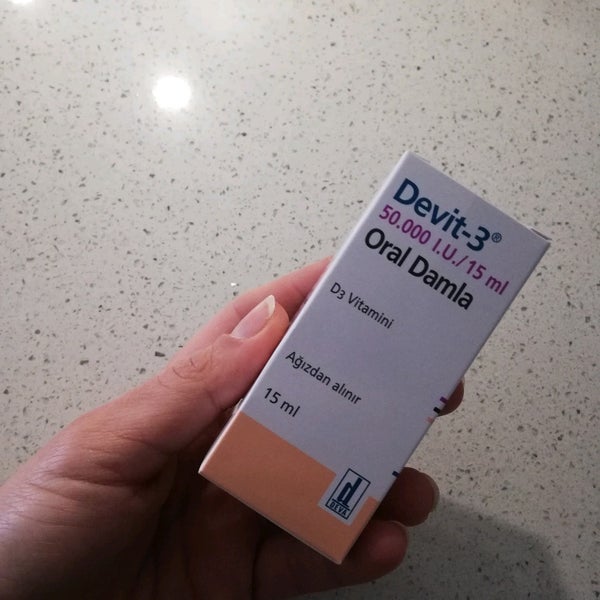 Devit-3®
50.000 I.U./15 ml
Oral Damla
D3 Vitamini
Ağızdan alınır
15 ml
d
DEVA